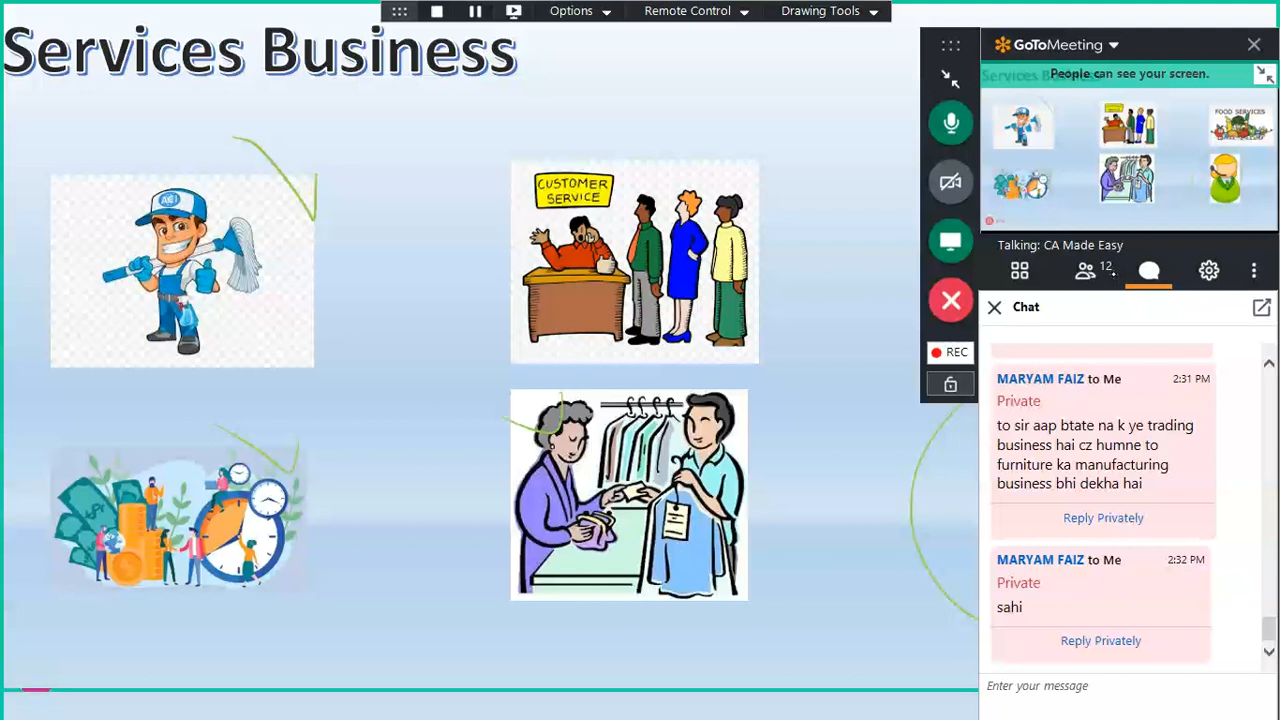 Options
Remote Control
Drawing Tools
Services Business
CUSTOMER
SERVICE
GoToMeeting
People can see your screen.
FOOD SERVICES
Talking: CA Made Easy
12
REC
Chat
MARYAM FAIZ to Me
2:31 PM
Private
to sir aap btate na k ye trading
business hai cz humne to
furniture ka manufacturing
business bhi dekha hai
Reply Privately
MARYAM FAIZ to Me
2:32 PM
Private
sahi
Reply Privately
Enter your message